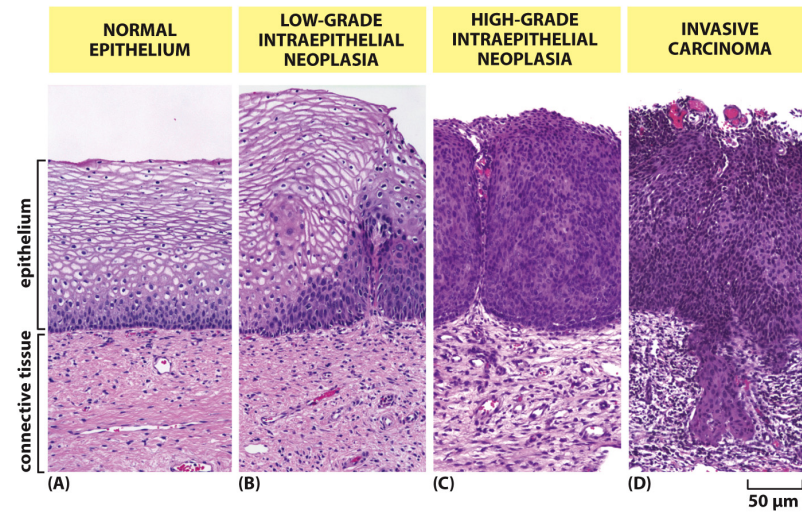 NORMAL
EPITHELIUM
LOW-GRADE
INTRAEPITHELIAL
NEOPLASIA
HIGH-GRADE
INTRAEPITHELIAL
NEOPLASIA
INVASIVE
CARCINOMA
epithelium
connective tissue
(A)
(B)
(C)
(D)
50 μm